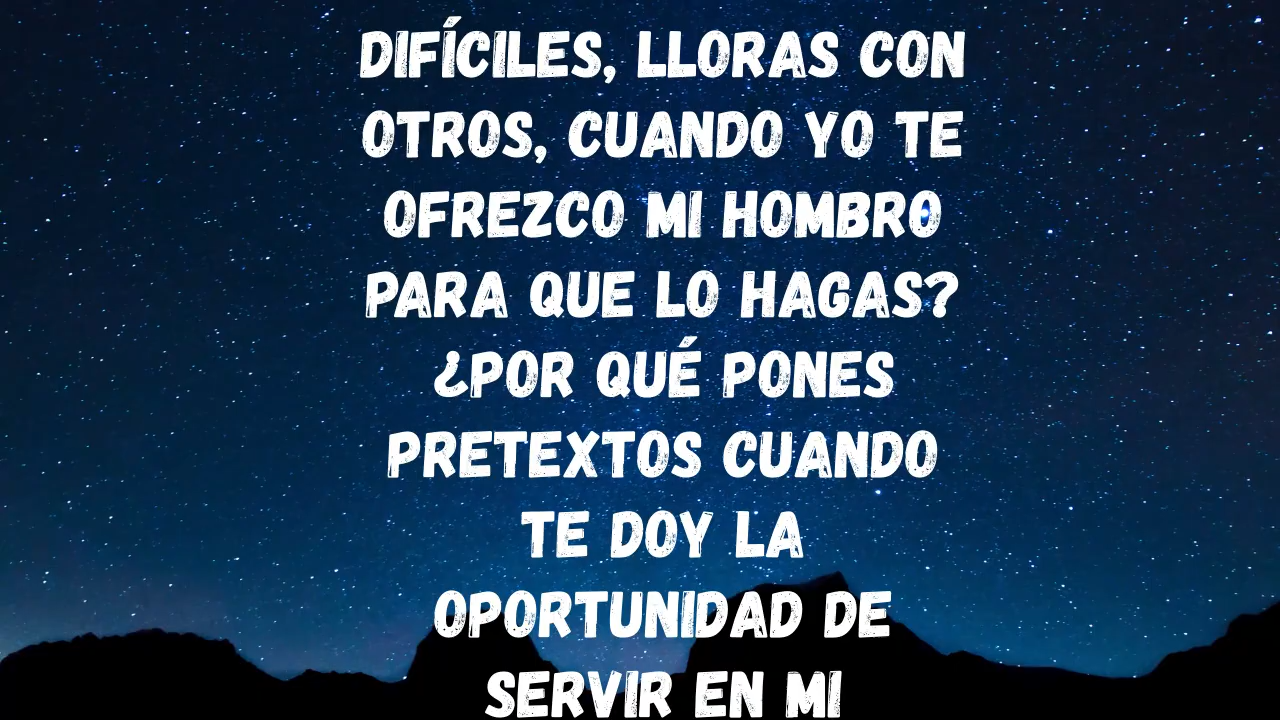 DIFÍCILES, LLORAS CON
OTROS, CUANDO YO TE
OFREZCO MI HOMBRO
PARA QUE LO HAGAS?
¿POR QUÉ PONES
PRETEXTOS CUANDO
TE DOY LA
OPORTUNIDAD DE
SERVIR EN MI